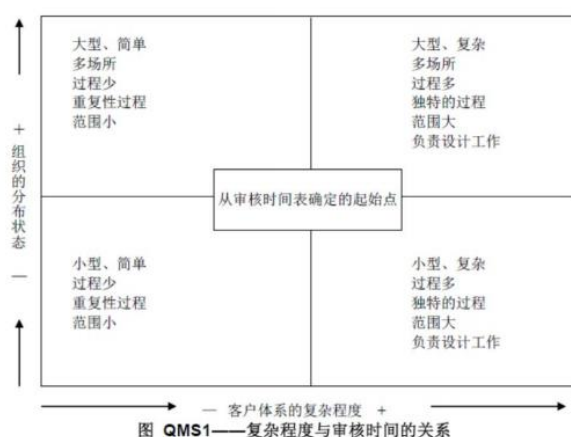 大型、简单
多场所
过程少
重复性过程
范围小
大型、复杂
多场所
过程多
独特的过程
范围大
负责设计工作
+ 组织的分布状态 —
从审核时间表确定的起始点
小型、简单
过程少
重复性过程
范围小
小型、复杂
过程多
独特的过程
范围大
负责设计工作
— 客户体系的复杂程度 +
图 QMS1——复杂程度与审核时间的关系